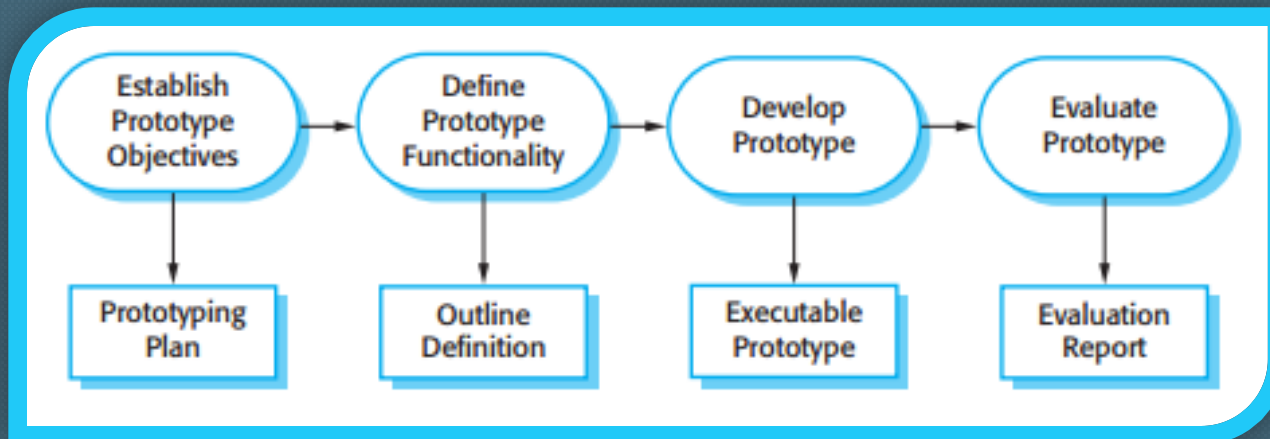 Establish
Prototype
Objectives
Define
Prototype
Functionality
Develop
Prototype
Evaluate
Prototype
Prototyping
Plan
Outline
Definition
Executable
Prototype
Evaluation
Report